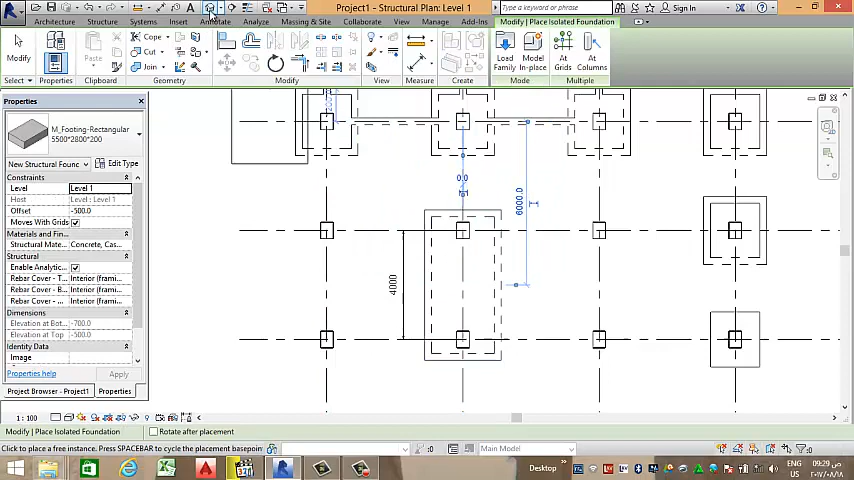 Project1 - Structural Plan: Level 1
Type a keyword or phrase
Sign In
Architecture Structure Systems Insert Annotate Analyze Massing & Site Collaborate View Manage Add-Ins Modify | Place Isolated Foundation
Modify Paste Cope Cut Join Load Family Model In-place At Grids At Columns
Select Properties Clipboard Geometry Modify View Measure Create Mode Multiple
Properties
M_Footing-Rectangular
5500*2800*200
New Structural Found Edit Type
Constraints
Level Level 1
Host Level : Level 1
Offset -500.0
Moves With Grids
Materials and Fin...
Structural Mate... Concrete, Cas...
Structural
Enable Analytic...
Rebar Cover - T... Interior (frami...
Rebar Cover - B... Interior (frami...
Rebar Cover - ... Interior (frami...
Dimensions
Elevation at Bot... -700.0
Elevation at Top -500.0
Identity Data
Image
Properties help Apply
Project Browser - Project1 Properties
0.0
6000.0
4000
1 : 100
Modify | Place Isolated Foundation Rotate after placement
Click to place a free instance. Press SPACEBAR to cycle the placement basepoint
:0
Main Model
:0
Desktop
ENG
US
09:29 ص